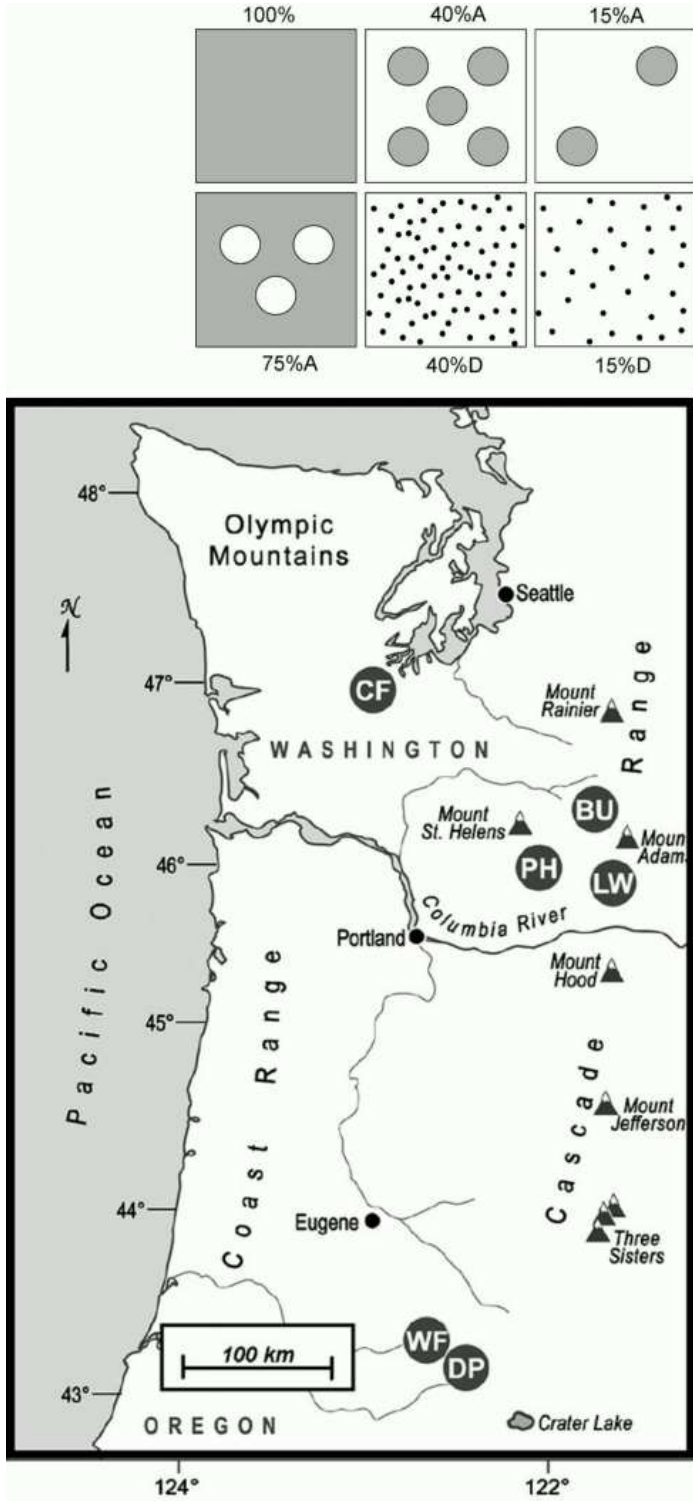 100%
40%A
15%A
75%A
40%D
15%D
48°
Olympic
Mountains
N
Seattle
47°
CF
Mount
Rainier
Range
WASHINGTON
BU
Mount
St. Helens
Moun
Adam
46°
PH
LW
Columbia River
Portland
Pacific Ocean
Mount
Hood
45°
Coast Range
Cascade
Mount
Jefferson
44°
Eugene
Three
Sisters
WF
100 km
DP
43°
OREGON
Crater Lake
124°
122°